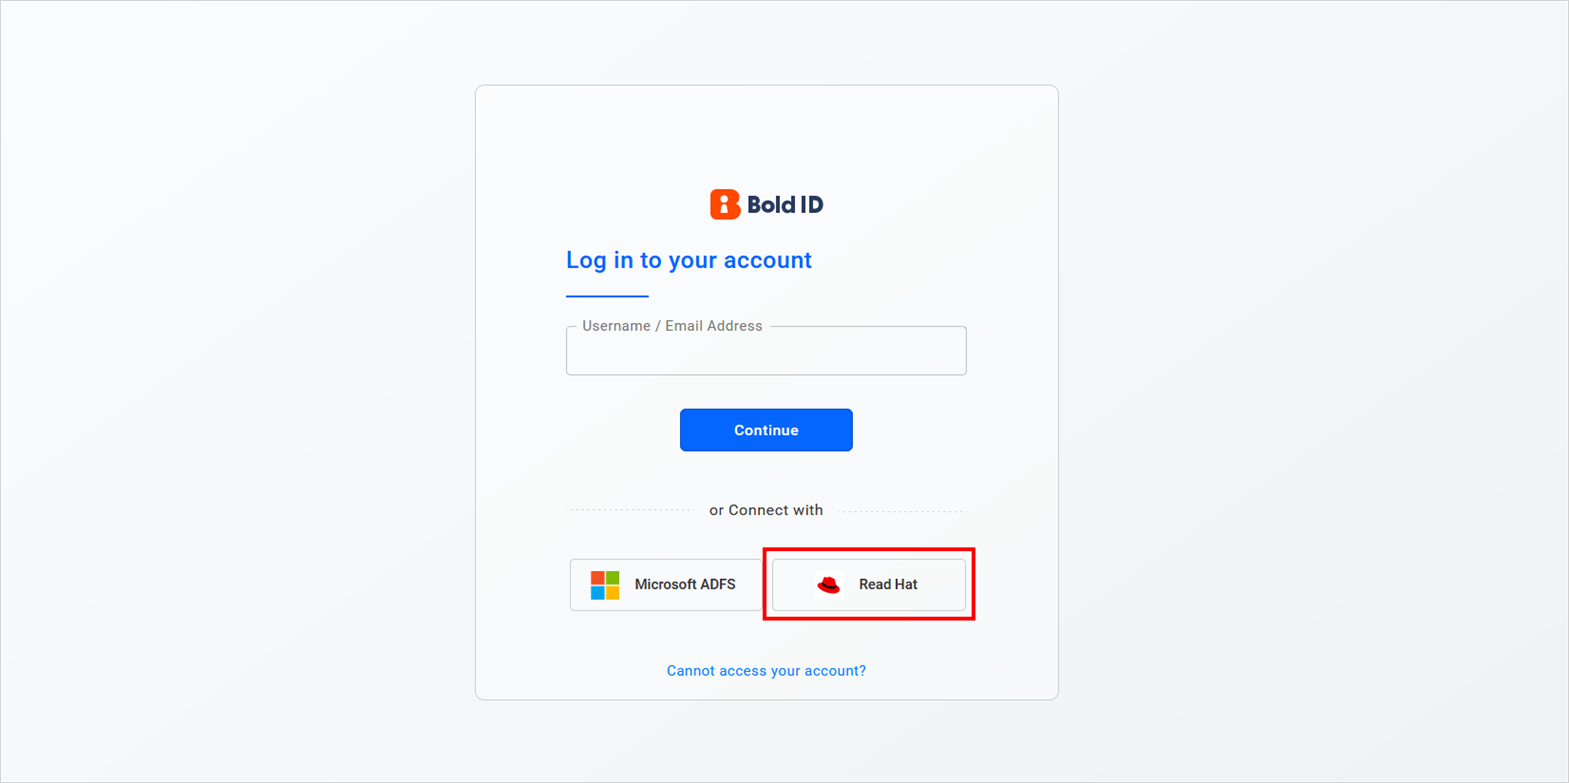 Bold ID
Log in to your account
Username / Email Address
Continue
or Connect with
Microsoft ADFS
Read Hat
Cannot access your account?